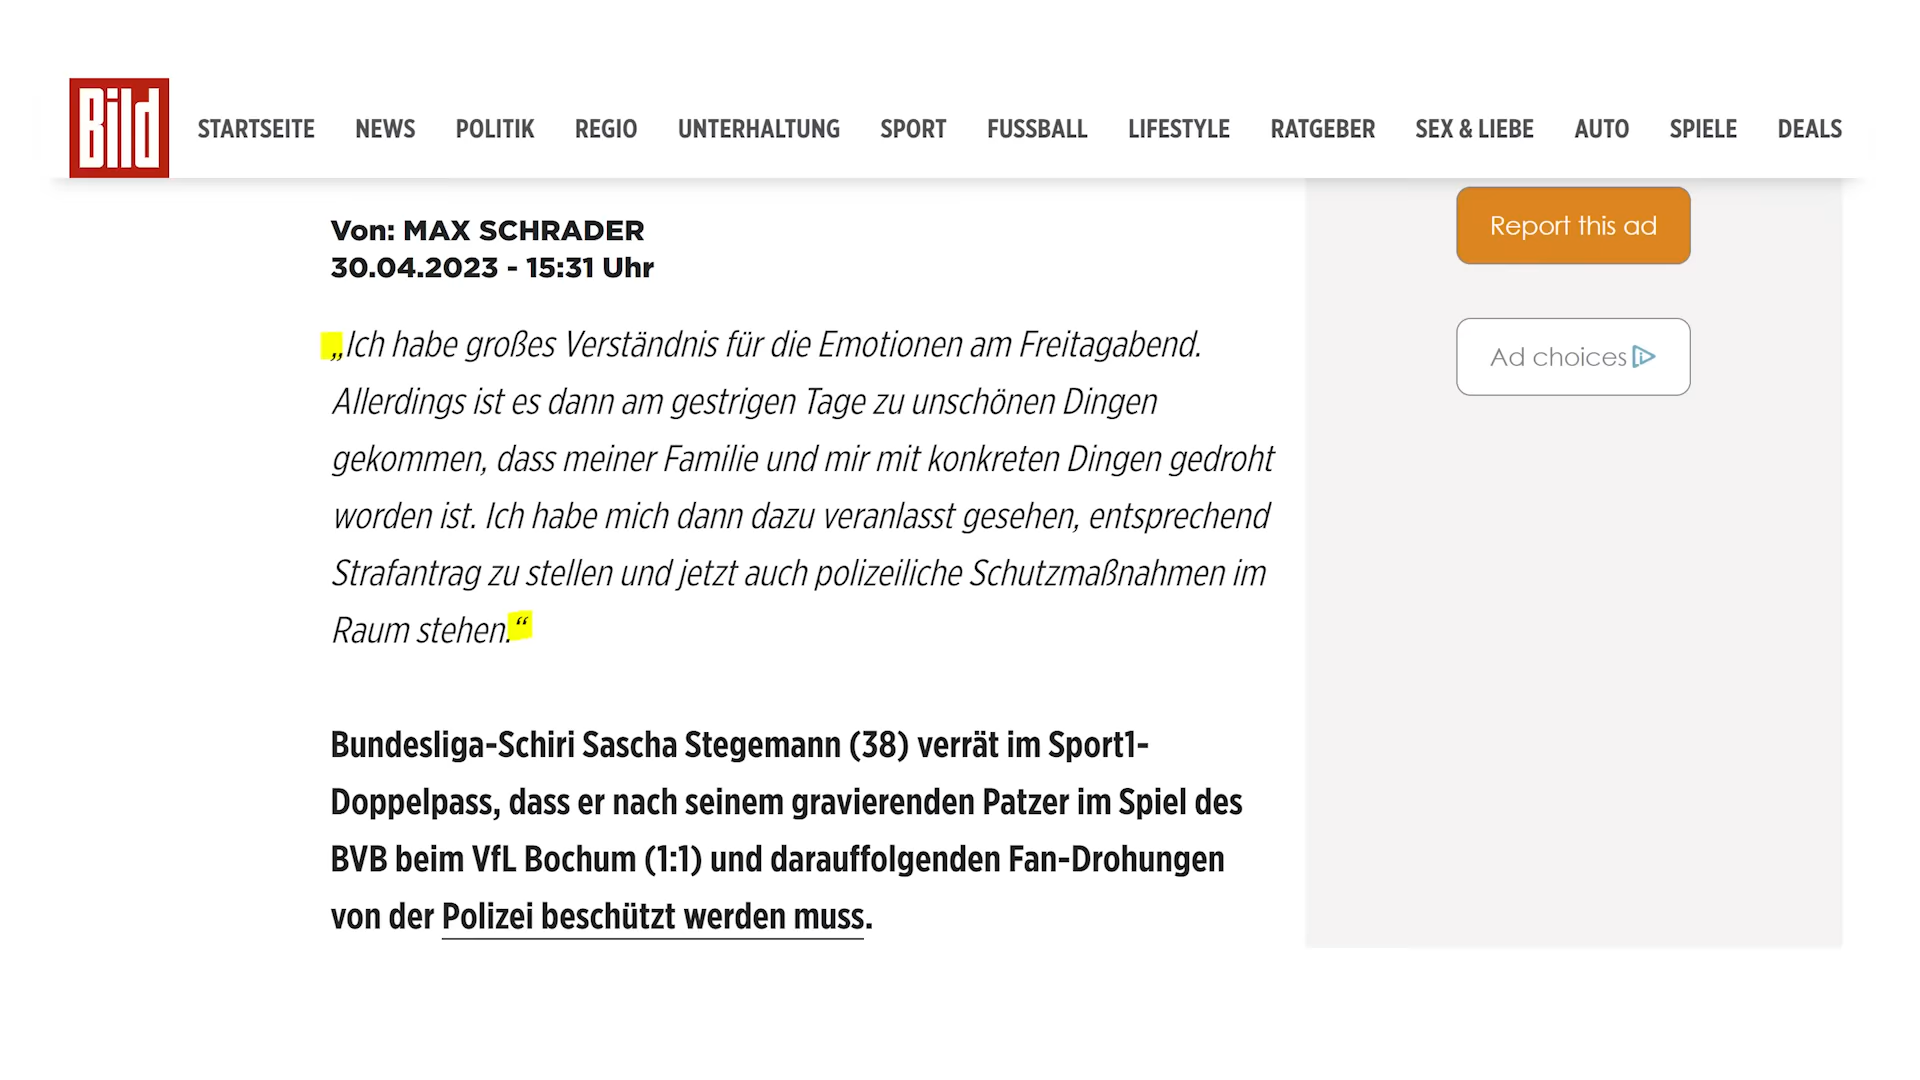 Bild
STARTSEITE NEWS POLITIK REGIO UNTERHALTUNG SPORT FUSSBALL LIFESTYLE RATGEBER SEX & LIEBE AUTO SPIELE DEALS
Von: MAX SCHRADER
30.04.2023 - 15:31 Uhr
„Ich habe großes Verständnis für die Emotionen am Freitagabend.
Allerdings ist es dann am gestrigen Tage zu unschönen Dingen
gekommen, dass meiner Familie und mir mit konkreten Dingen gedroht
worden ist. Ich habe mich dann dazu veranlasst gesehen, entsprechend
Strafantrag zu stellen und jetzt auch polizeiliche Schutzmaßnahmen im
Raum stehen.“
Bundesliga-Schiri Sascha Stegemann (38) verrät im Sport1-
Doppelpass, dass er nach seinem gravierenden Patzer im Spiel des
BVB beim VfL Bochum (1:1) und darauffolgenden Fan-Drohungen
von der Polizei beschützt werden muss.
Report this ad
Ad choices